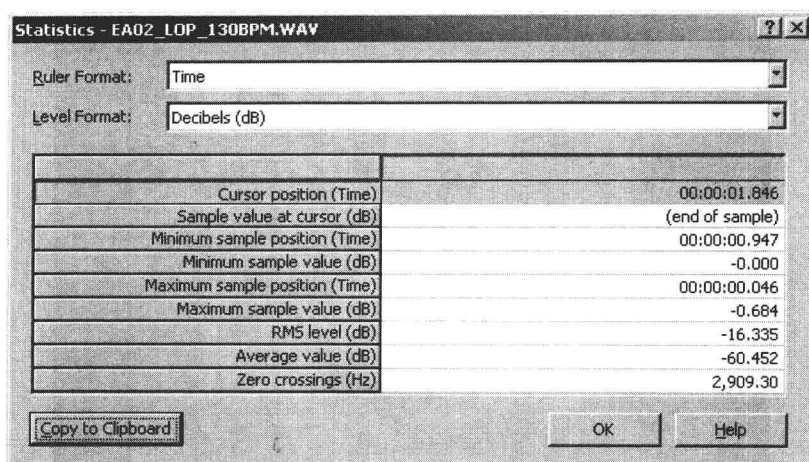 Statistics - EA02_LOP_130BPM.WAV ? ×
Ruler Format: Time
Level Format: Decibels (dB)
Cursor position (Time) 00:00:01.846
Sample value at cursor (dB) (end of sample)
Minimum sample position (Time) 00:00:00.947
Minimum sample value (dB) -0.000
Maximum sample position (Time) 00:00:00.046
Maximum sample value (dB) -0.684
RMS level (dB) -16.335
Average value (dB) -60.452
Zero crossings (Hz) 2,909.30
Copy to Clipboard OK Help